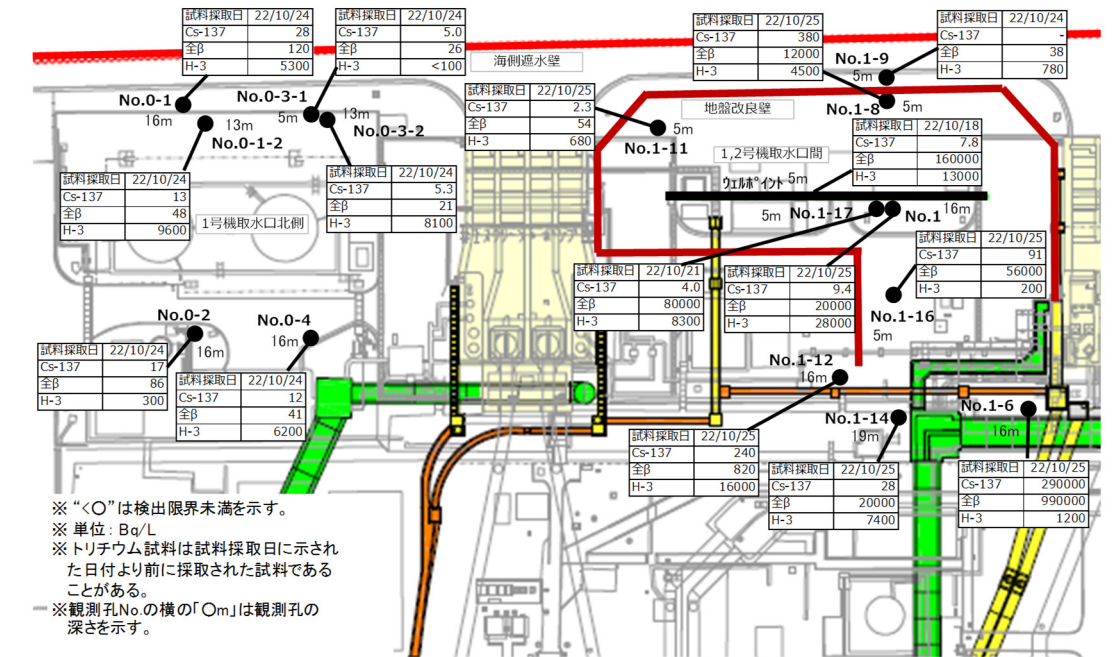 試料採取日 22/10/24
Cs-137 28
全β 120
H-3 5300
試料採取日 22/10/24
Cs-137 5.0
全β 26
H-3 <100
海側遮水壁
試料採取日 22/10/25
Cs-137 380
全β 12000
H-3 4500
試料採取日 22/10/24
Cs-137 -
全β 38
H-3 780
No.1-9
5m
No.0-1
16m
No.0-1-2
13m
No.0-3-1
5m
No.0-3-2
13m
試料採取日 22/10/25
Cs-137 2.3
全β 54
H-3 680
No.1-11
5m
地盤改良壁
No.1-8
5m
試料採取日 22/10/18
Cs-137 7.8
全β 160000
H-3 13000
1,2号機取水口間
ウェルポイント 5m
5m No.1-17
No.1 16m
試料採取日 22/10/24
Cs-137 13
全β 48
H-3 9600
1号機取水口北側
試料採取日 22/10/24
Cs-137 5.3
全β 21
H-3 8100
試料採取日 22/10/21
Cs-137 4.0
全β 80000
H-3 8300
試料採取日 22/10/25
Cs-137 9.4
全β 20000
H-3 28000
試料採取日 22/10/25
Cs-137 91
全β 56000
H-3 200
No.1-16
5m
No.0-2
16m
No.0-4
16m
試料採取日 22/10/24
Cs-137 17
全β 86
H-3 300
試料採取日 22/10/24
Cs-137 12
全β 41
H-3 6200
No.1-12
16m
No.1-14
19m
No.1-6
16m
試料採取日 22/10/25
Cs-137 240
全β 820
H-3 16000
試料採取日 22/10/25
Cs-137 28
全β 20000
H-3 7400
試料採取日 22/10/25
Cs-137 290000
全β 990000
H-3 1200
※ “<〇”は検出限界未満を示す。
※ 単位: Bq/L
※トリチウム試料は試料採取日に示され
た日付より前に採取された試料である
ことがある。
※観測孔No.の横の「〇m」は観測孔の
深さを示す。